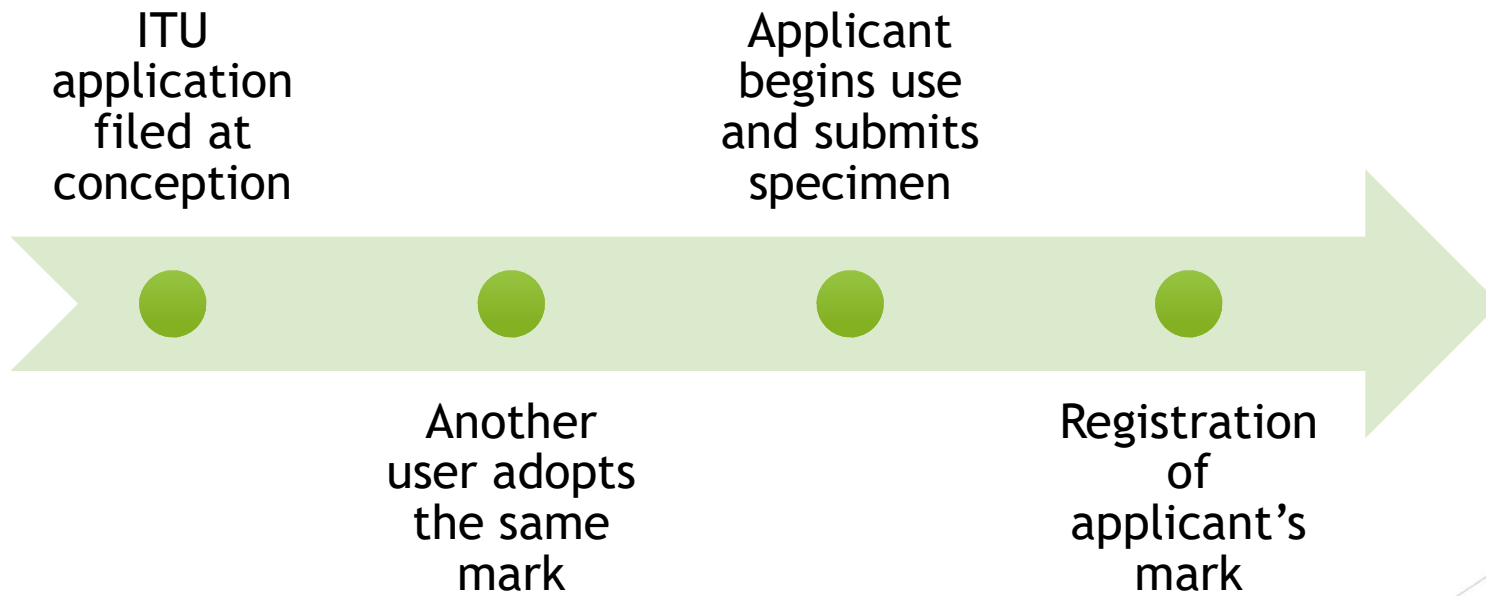 ITU
application
filed at
conception
Another
user adopts
the same
mark
Applicant
begins use
and submits
specimen
Registration
of
applicant’s
mark